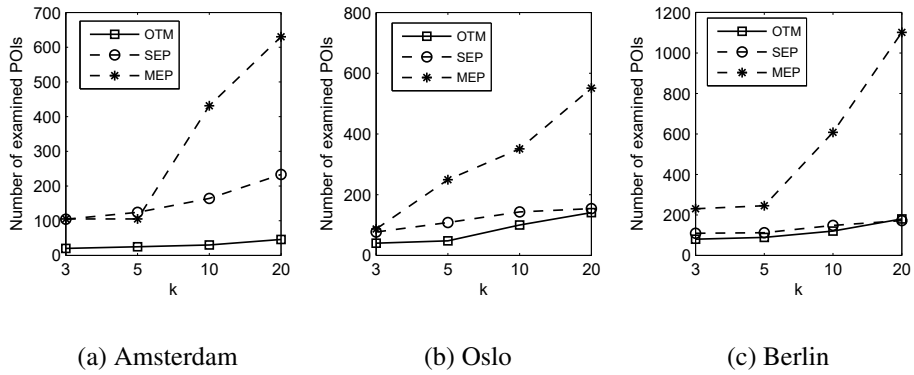 700
600
500
400
300
200
100
0
3 5 10 20
k
Number of examined POIs
OTM
SEP
MEP
(a) Amsterdam
800
600
400
200
0
3 5 10 20
k
Number of examined POIs
OTM
SEP
MEP
(b) Oslo
1200
1000
800
600
400
200
0
3 5 10 20
k
Number of examined POIs
OTM
SEP
MEP
(c) Berlin